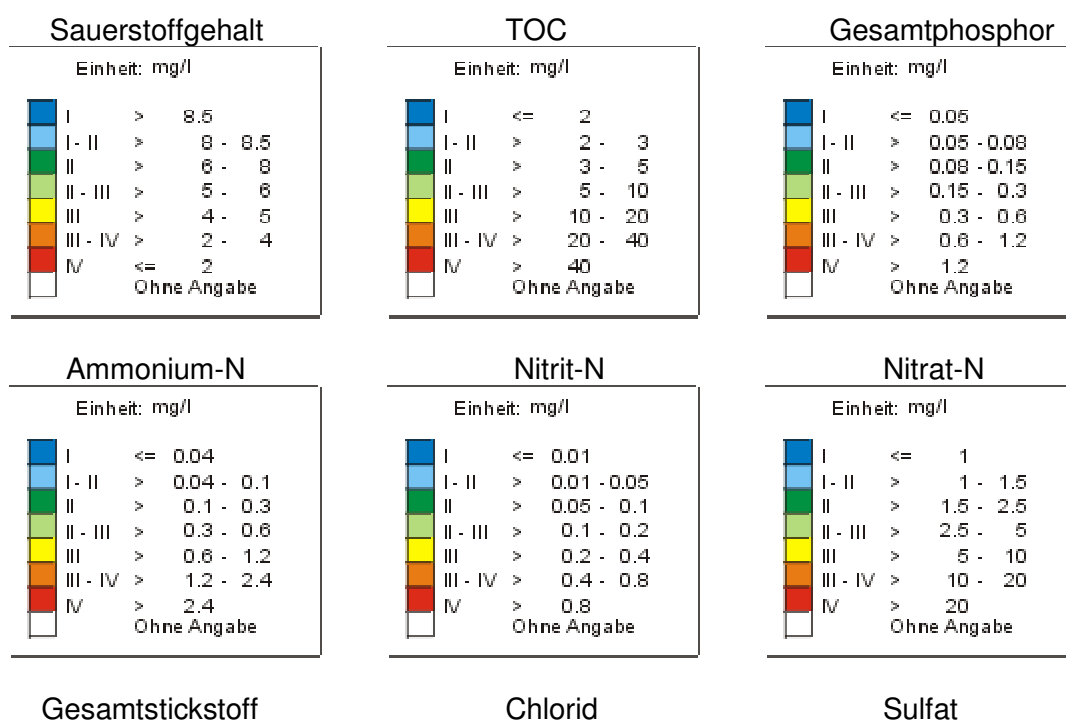 Sauerstoffgehalt
Einheit: mg/l
I > 8.5
I - II > 8 - 8.5
II > 6 - 8
II - III > 5 - 6
III > 4 - 5
III - IV > 2 - 4
IV <= 2
Ohne Angabe
TOC
Einheit: mg/l
I <= 2
I - II > 2 - 3
II > 3 - 5
II - III > 5 - 10
III > 10 - 20
III - IV > 20 - 40
IV > 40
Ohne Angabe
Gesamtphosphor
Einheit: mg/l
I <= 0.05
I - II > 0.05 - 0.08
II > 0.08 - 0.15
II - III > 0.15 - 0.3
III > 0.3 - 0.6
III - IV > 0.6 - 1.2
IV > 1.2
Ohne Angabe
Ammonium-N
Einheit: mg/l
I <= 0.04
I - II > 0.04 - 0.1
II > 0.1 - 0.3
II - III > 0.3 - 0.6
III > 0.6 - 1.2
III - IV > 1.2 - 2.4
IV > 2.4
Ohne Angabe
Nitrit-N
Einheit: mg/l
I <= 0.01
I - II > 0.01 - 0.05
II > 0.05 - 0.1
II - III > 0.1 - 0.2
III > 0.2 - 0.4
III - IV > 0.4 - 0.8
IV > 0.8
Ohne Angabe
Nitrat-N
Einheit: mg/l
I <= 1
I - II > 1 - 1.5
II > 1.5 - 2.5
II - III > 2.5 - 5
III > 5 - 10
III - IV > 10 - 20
IV > 20
Ohne Angabe
Gesamtstickstoff
Chlorid
Sulfat